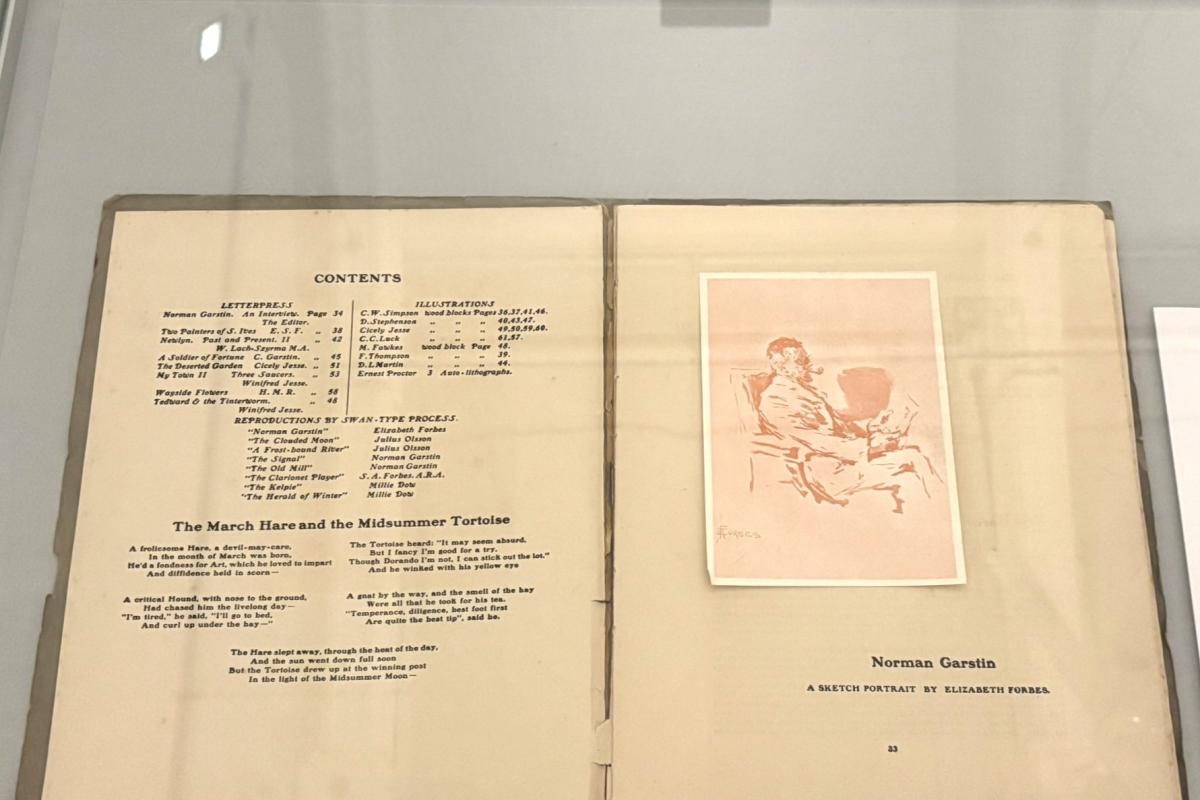 CONTENTS
LETTERPRESS
Norman Garstin. An Interview. Page 34
The Editor.
Two Painters of S. Ives E. S. F. „ 38
Newlyn. Past and Present. II „ 42
W. Lach-Szyrma M.A.
A Soldier of Fortune C. Garstin. „ 45
The Deserted Garden Cicely Jesse. „ 51
My Town II Three Saucers. „ 53
Winifred Jesse.
Wayside Flowers H. M. R. „ 58
Tedward & the Tinterworm. „ 48
Winifred Jesse.
ILLUSTRATIONS
C.W. Simpson wood blocks Pages 36,37,41,46.
D. Stephenson „ „ „ 40,43,47.
Cicely Jesse „ „ „ 49,50,59,60.
C.C. Luck „ „ „ 61,57.
M. Fowkes wood block Page 48.
F. Thompson „ „ „ 39.
D.L Martin „ „ „ 44.
Ernest Procter 3 Auto-lithographs.
REPRODUCTIONS BY SWAN-TYPE PROCESS.
"Norman Garstin" Elizabeth Forbes
"The Clouded Moon" Julius Olsson
"A Frost-bound River" Julius Olsson
"The Signal" Norman Garstin
"The Old Mill" Norman Garstin
"The Clarionet Player" S. A. Forbes. A.R.A.
"The Kelpie" Millie Dow
"The Herald of Winter" Millie Dow
The March Hare and the Midsummer Tortoise
A frolicsome Hare, a devil-may-care,
In the month of March was born,
He'd a fondness for Art, which he loved to impart
And diffidence held in scorn—
A critical Hound, with nose to the ground,
Had chased him the livelong day—
"I'm tired," he said, "I'll go to bed,
And curl up under the hay—"
The Tortoise heard: "It may seem absurd,
But I fancy I'm good for a try,
Though Dorando I'm not, I can stick out the lot."
And he winked with his yellow eye
A gnat by the way, and the smell of the hay
Were all that he took for his tea.
"Temperance, diligence, best foot first
Are quite the best tip", said he.
The Hare slept away, through the heat of the day,
And the sun went down full soon
But the Tortoise drew up at the winning post
In the light of the Midsummer Moon—
E FORBES
Norman Garstin
A SKETCH PORTRAIT BY ELIZABETH FORBES.
33